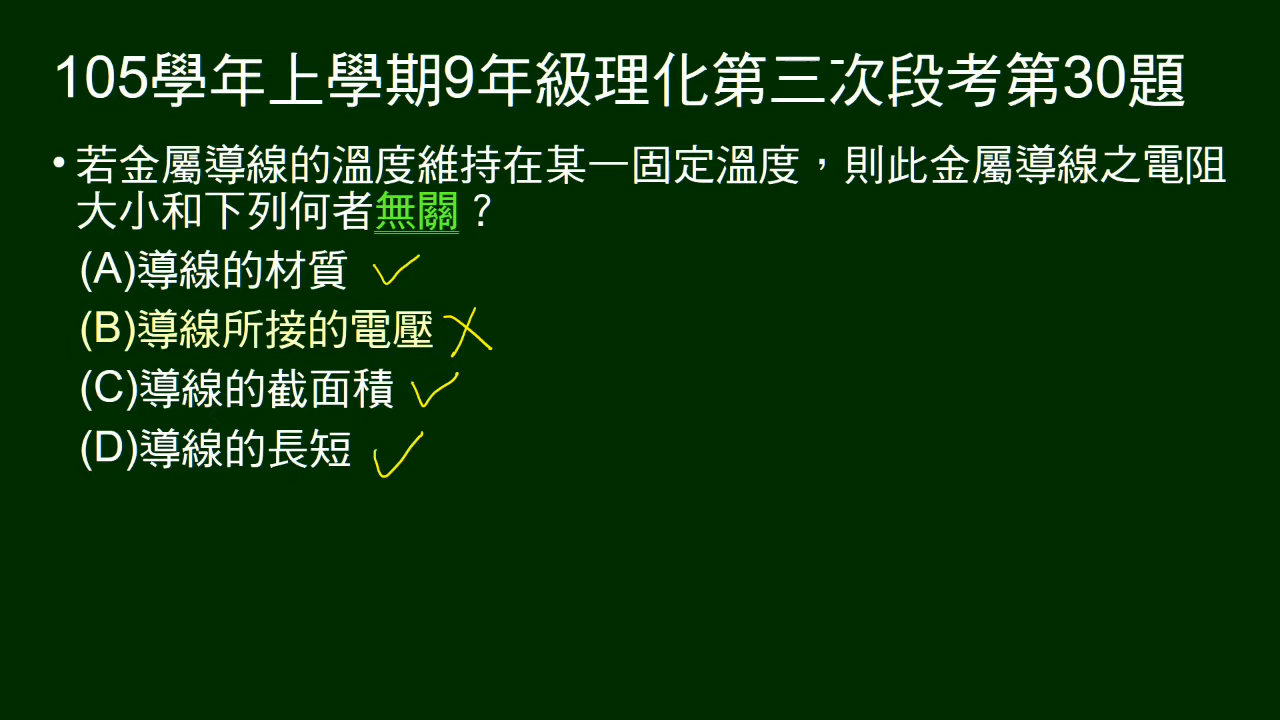 105學年上學期9年級理化第三次段考第30題
• 若金屬導線的溫度維持在某一固定溫度，則此金屬導線之電阻
大小和下列何者無關？
(A)導線的材質
(B)導線所接的電壓
(C)導線的截面積
(D)導線的長短